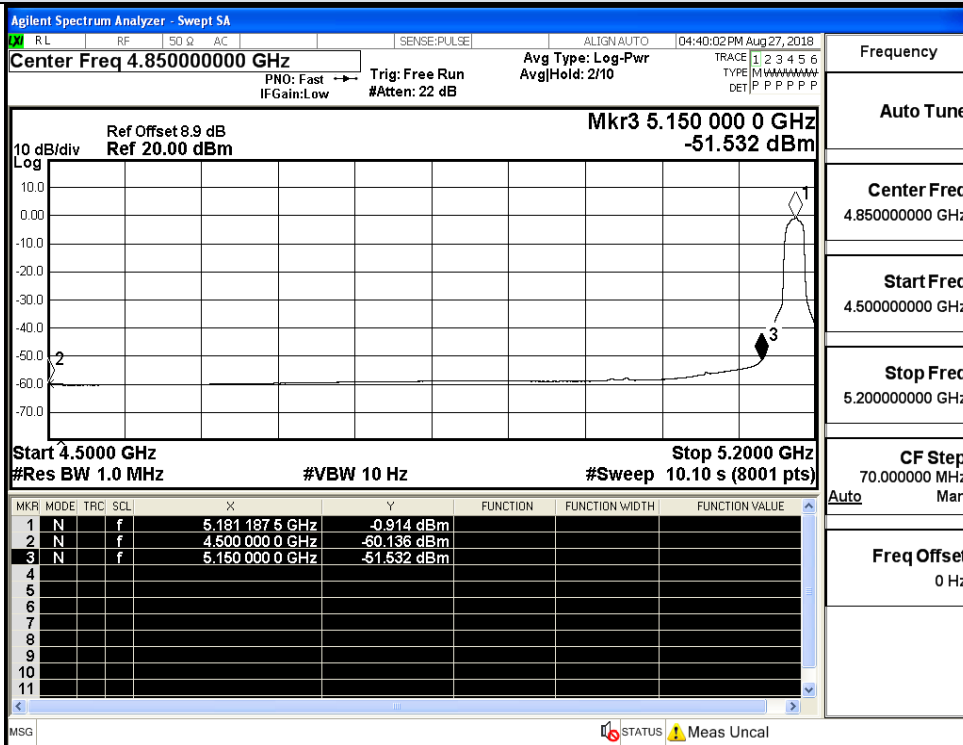 Agilent Spectrum Analyzer - Swept SA
LXI RL RF 50 Ω AC SENSE:PULSE ALIGN AUTO 04:40:02 PM Aug 27, 2018
Center Freq 4.850000000 GHz
PNO: Fast
IFGain:Low
Trig: Free Run
#Atten: 22 dB
Avg Type: Log-Pwr
Avg|Hold: 2/10
TRACE 1 2 3 4 5 6
TYPE M
DET P P P P P P
Mkr3 5.150 000 0 GHz
-51.532 dBm
Ref Offset 8.9 dB
10 dB/div Ref 20.00 dBm
Log
10.0
0.00
-10.0
-20.0
-30.0
-40.0
-50.0
-60.0
-70.0
1
2
3
Start 4.5000 GHz Stop 5.2000 GHz
#Res BW 1.0 MHz #VBW 10 Hz #Sweep 10.10 s (8001 pts)
MKR MODE TRC SCL X Y FUNCTION FUNCTION WIDTH FUNCTION VALUE
1 N f 5.181 187 5 GHz -0.914 dBm
2 N f 4.500 000 0 GHz -60.136 dBm
3 N f 5.150 000 0 GHz -51.532 dBm
4
5
6
7
8
9
10
11
MSG STATUS Meas Uncal
Frequency
Auto Tune
Center Freq
4.850000000 GHz
Start Freq
4.500000000 GHz
Stop Freq
5.200000000 GHz
CF Step
70.000000 MHz
Auto Man
Freq Offset
0 Hz